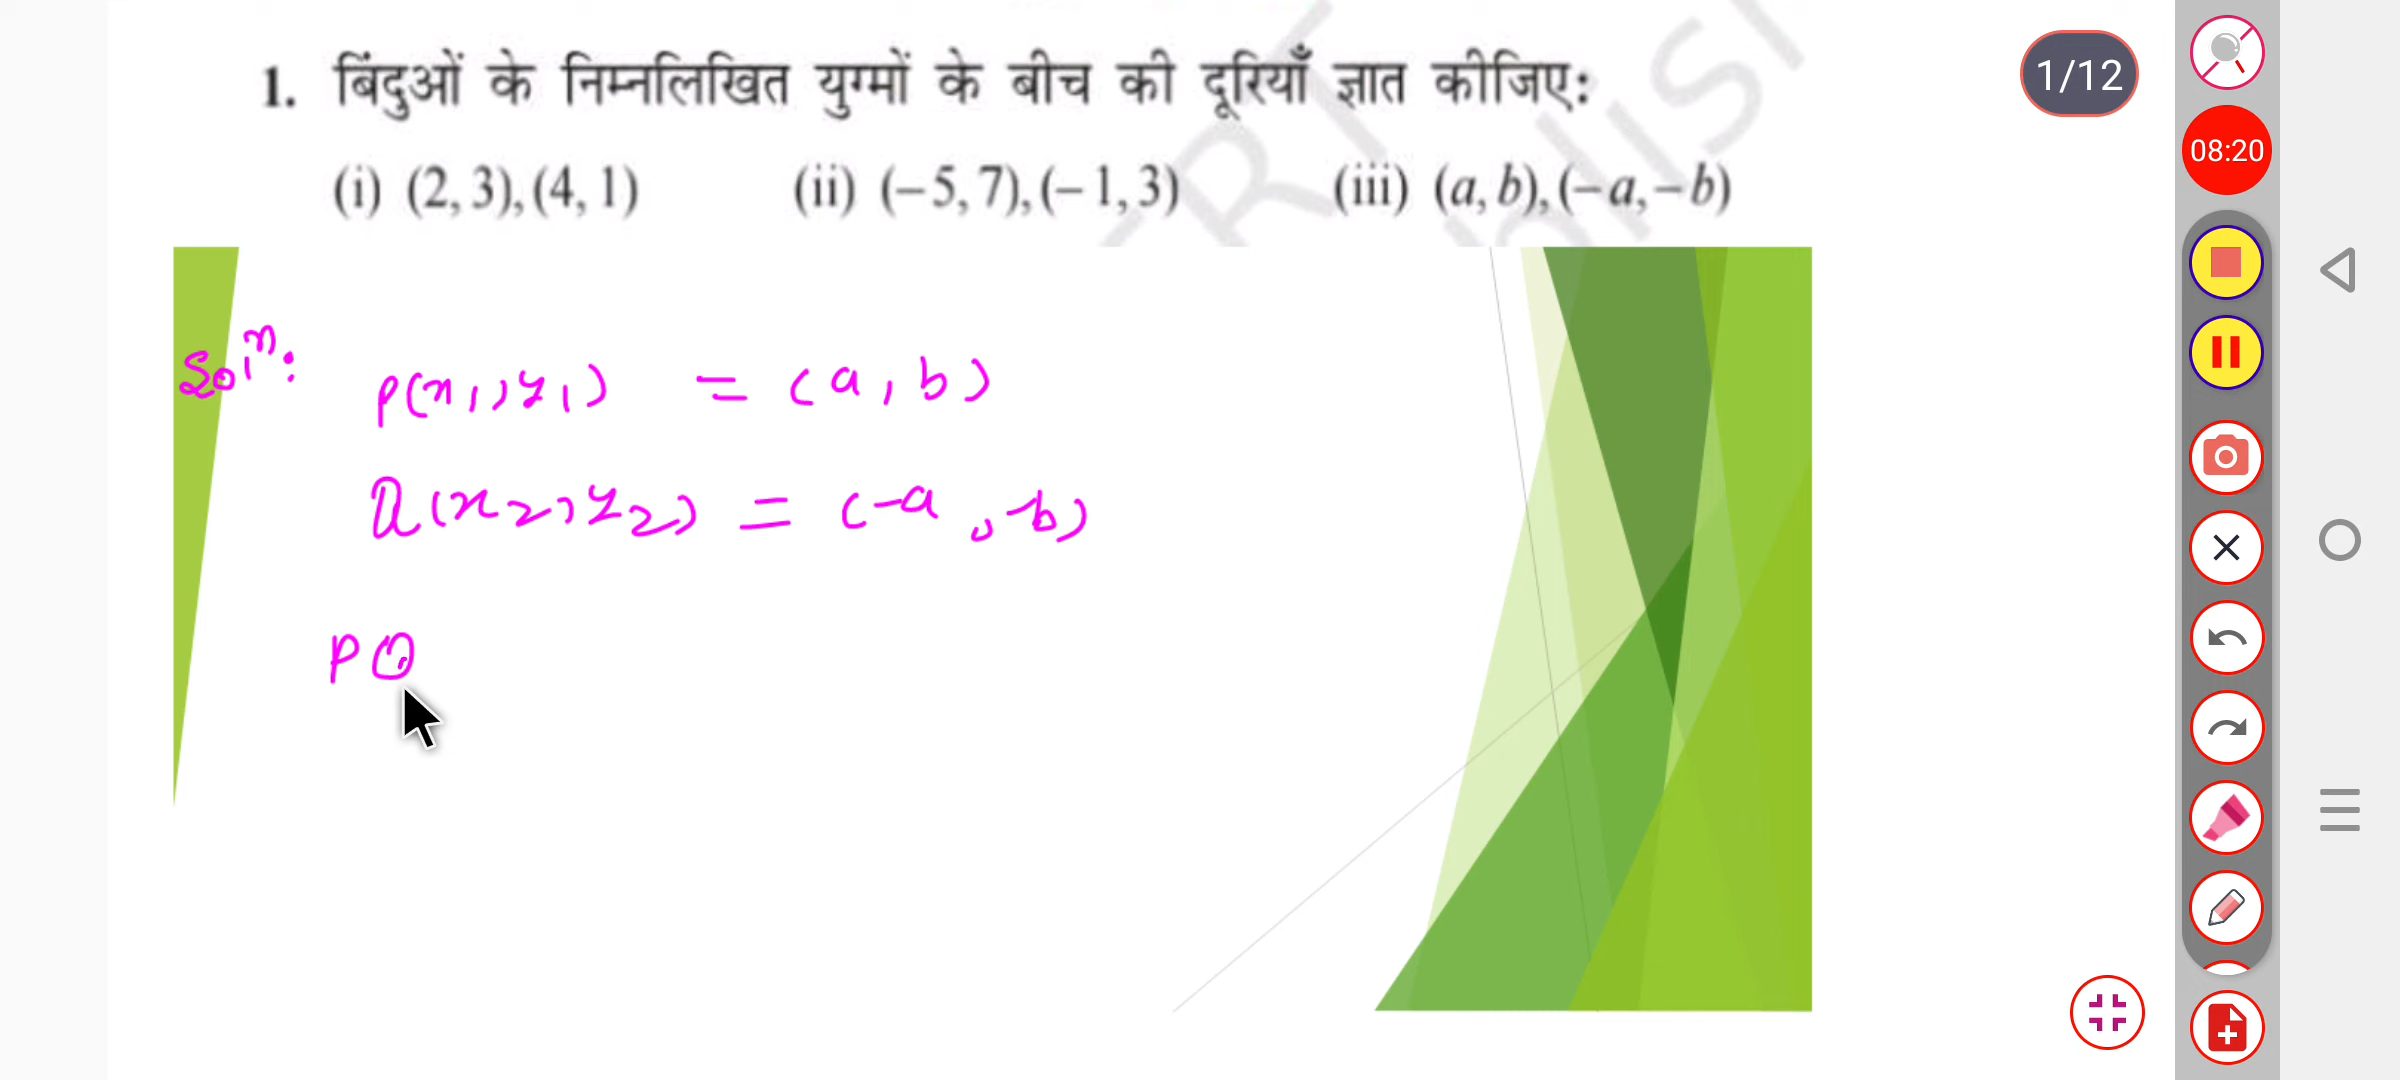 1. बिंदुओं के निम्नलिखित युग्मों के बीच की दूरियाँ ज्ञात कीजिए:
(i) (2, 3), (4, 1) (ii) (– 5, 7), (– 1, 3) (iii) (a, b), (– a, – b)
Solⁿ: P(x₁, y₁) = (a, b)
Q(x₂, y₂) = (-a, -b)
PQ
1/12
08:20